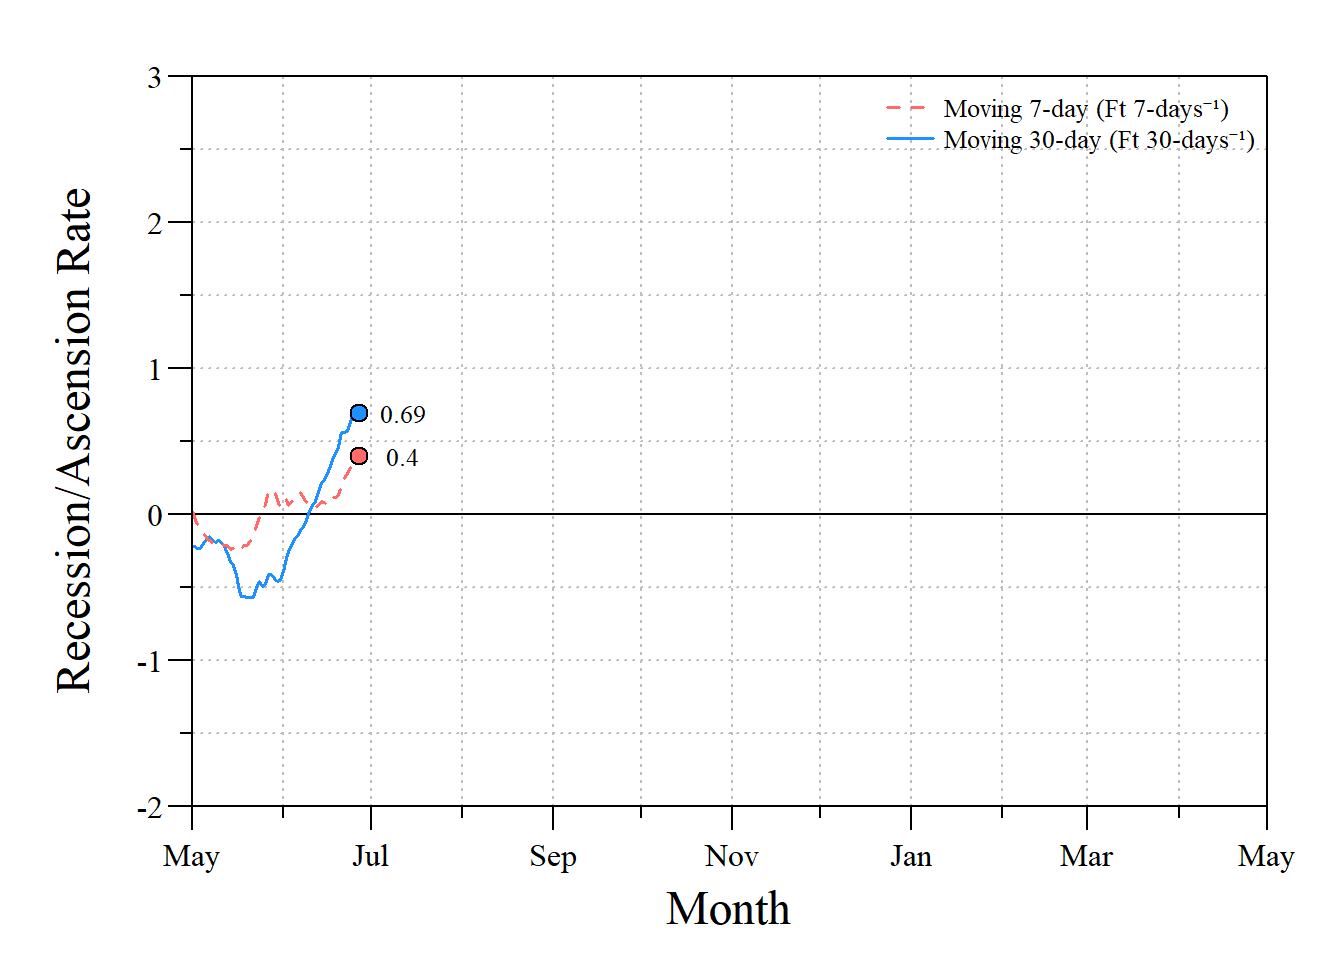 3
Moving 7-day (Ft 7-days⁻¹)
Moving 30-day (Ft 30-days⁻¹)
2
1
0.69
0.4
0
-1
-2
Recession/Ascension Rate
May Jul Sep Nov Jan Mar May
Month